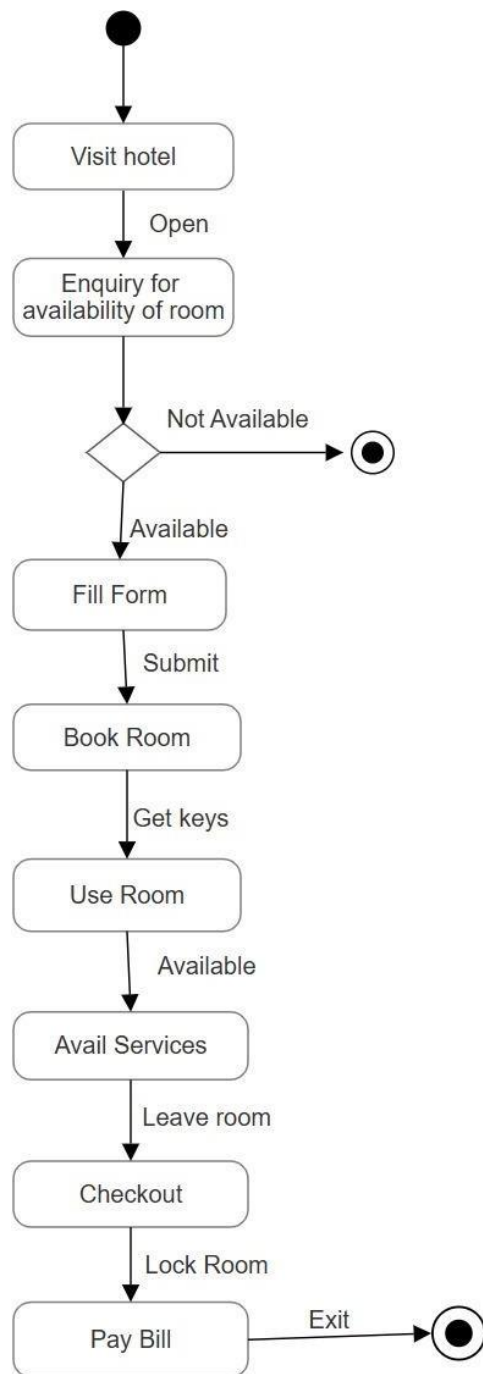 Visit hotel
Open
Enquiry for
availability of room
Not Available
Available
Fill Form
Submit
Book Room
Get keys
Use Room
Available
Avail Services
Leave room
Checkout
Lock Room
Pay Bill
Exit